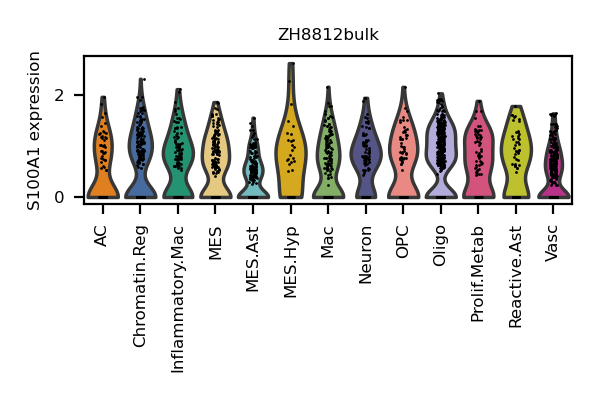 ZH8812bulk
S100A1 expression
2
0
AC
Chromatin.Reg
Inflammatory.Mac
MES
MES.Ast
MES.Hyp
Mac
Neuron
OPC
Oligo
Prolif.Metab
Reactive.Ast
Vasc